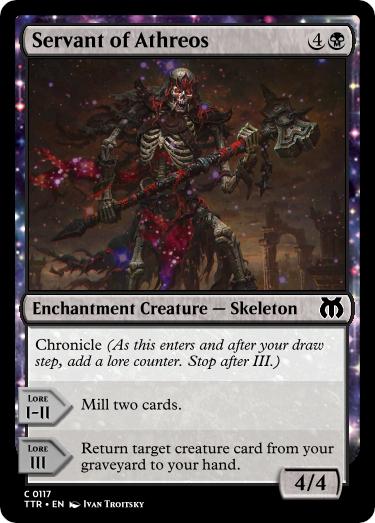 Servant of Athreos 4
Enchantment Creature — Skeleton
Chronicle (As this enters and after your draw
step, add a lore counter. Stop after III.)
LORE
I-II
Mill two cards.
LORE
III
Return target creature card from your
graveyard to your hand.
4/4
C 0117
TTR • EN Ivan Troitsky